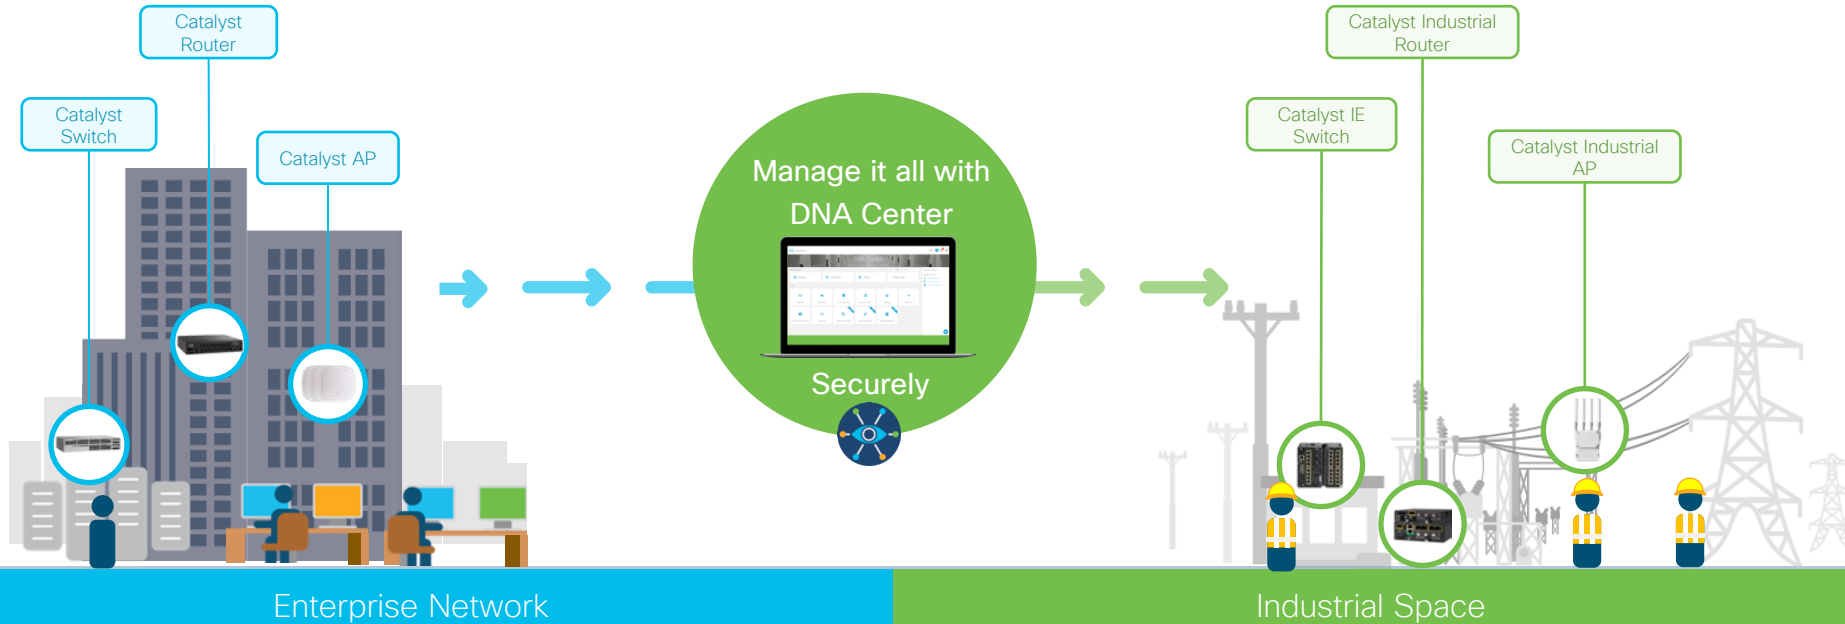 Catalyst
Router
Catalyst
Switch
Catalyst AP
Manage it all with
DNA Center
Securely
Catalyst Industrial
Router
Catalyst IE
Switch
Catalyst Industrial
AP
Enterprise Network
Industrial Space